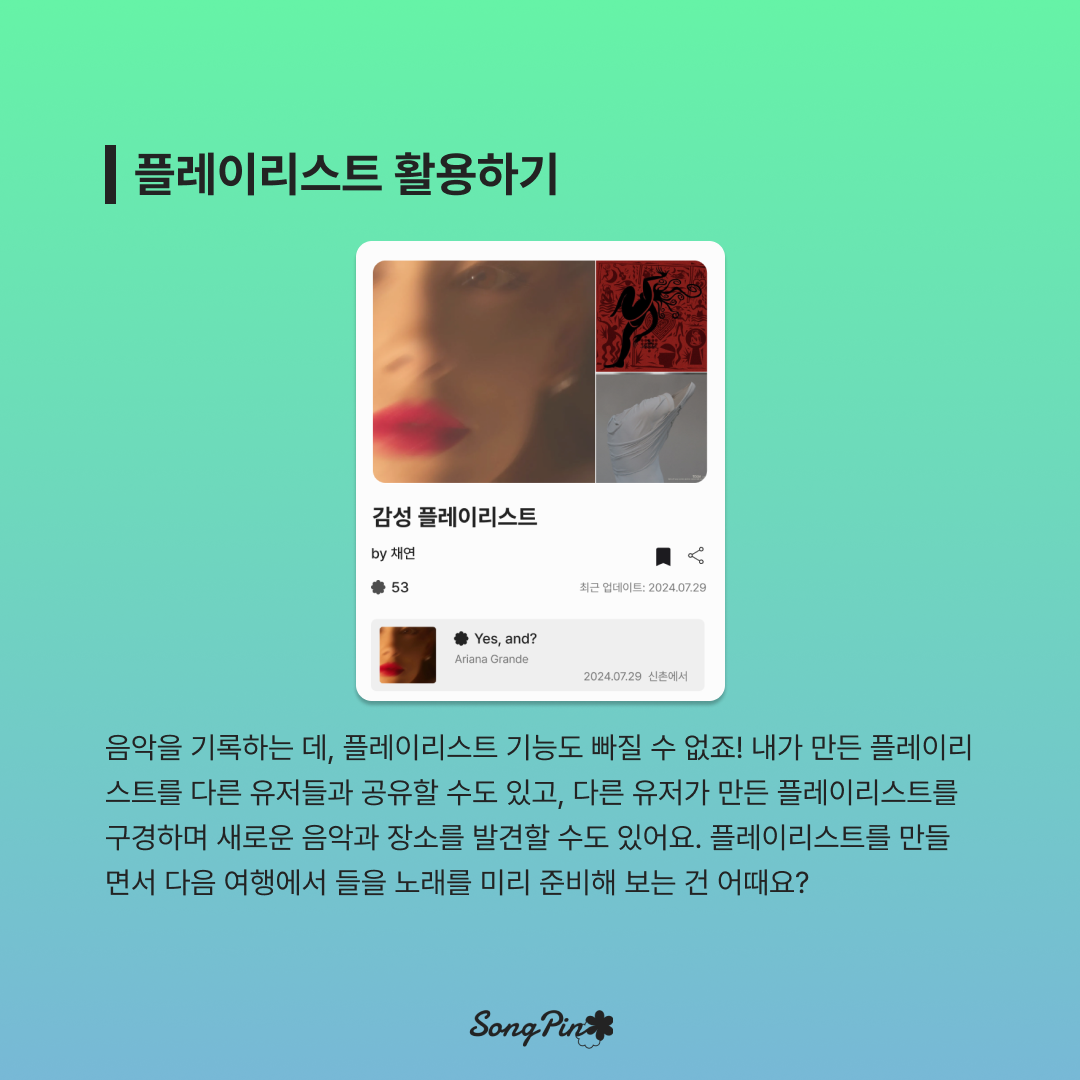 플레이리스트 활용하기
감성 플레이리스트
by 채연
53
최근 업데이트: 2024.07.29
Yes, and?
Ariana Grande
2024.07.29 신촌에서
음악을 기록하는 데, 플레이리스트 기능도 빠질 수 없죠! 내가 만든 플레이리
스트를 다른 유저들과 공유할 수도 있고, 다른 유저가 만든 플레이리스트를
구경하며 새로운 음악과 장소를 발견할 수도 있어요. 플레이리스트를 만들
면서 다음 여행에서 들을 노래를 미리 준비해 보는 건 어때요?
SongPin